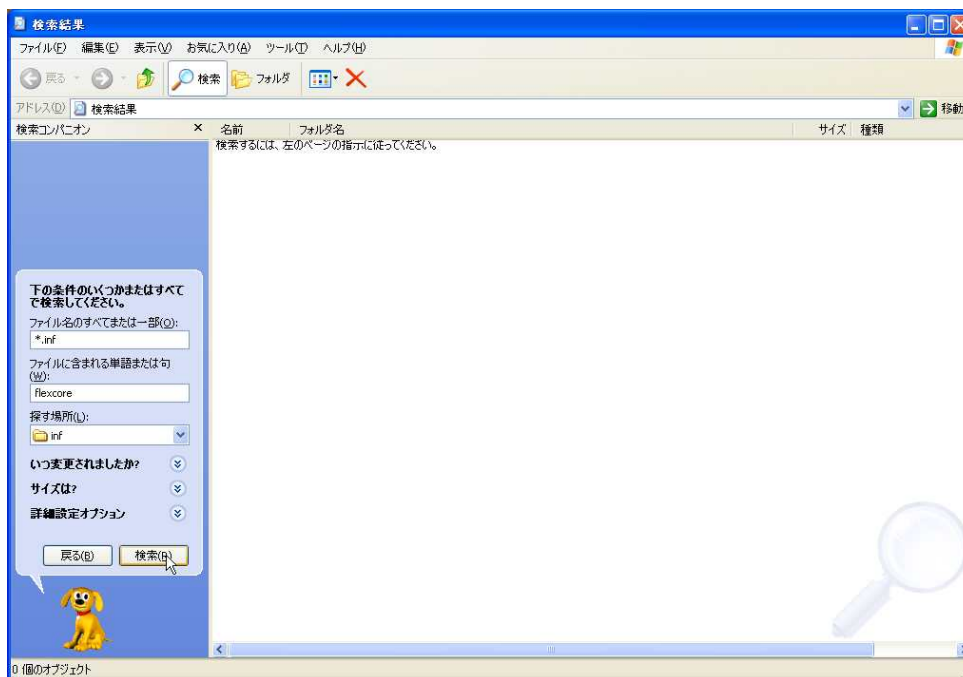 検索結果
ファイル(F) 編集(E) 表示(V) お気に入り(A) ツール(T) ヘルプ(H)
戻る 検索 フォルダ
アドレス(D) 検索結果 移動
検索コンパニオン × 名前 フォルダ名 サイズ 種類
検索するには、左のページの指示に従ってください。
下の条件のいくつかまたはすべて
で検索してください。
ファイル名のすべてまたは一部(O):
*.inf
ファイルに含まれる単語または句
(W):
flexcore
探す場所(L):
inf
いつ変更されましたか?
サイズは?
詳細設定オプション
戻る(B) 検索(R)
0 個のオブジェクト